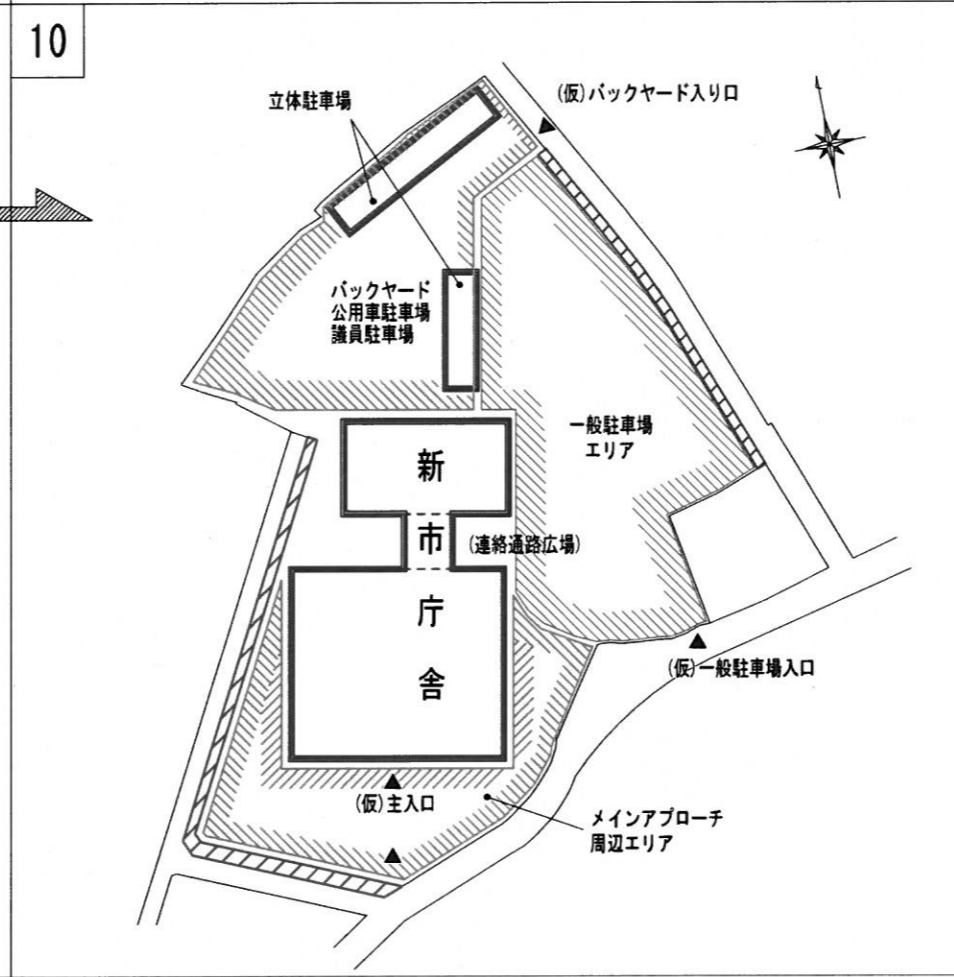 10
立体駐車場
(仮)バックヤード入り口
バックヤード
公用車駐車場
議員駐車場
一般駐車場
エリア
新
市
(連絡通路広場)
庁
舎
(仮)一般駐車場入口
(仮)主入口
メインアプローチ
周辺エリア